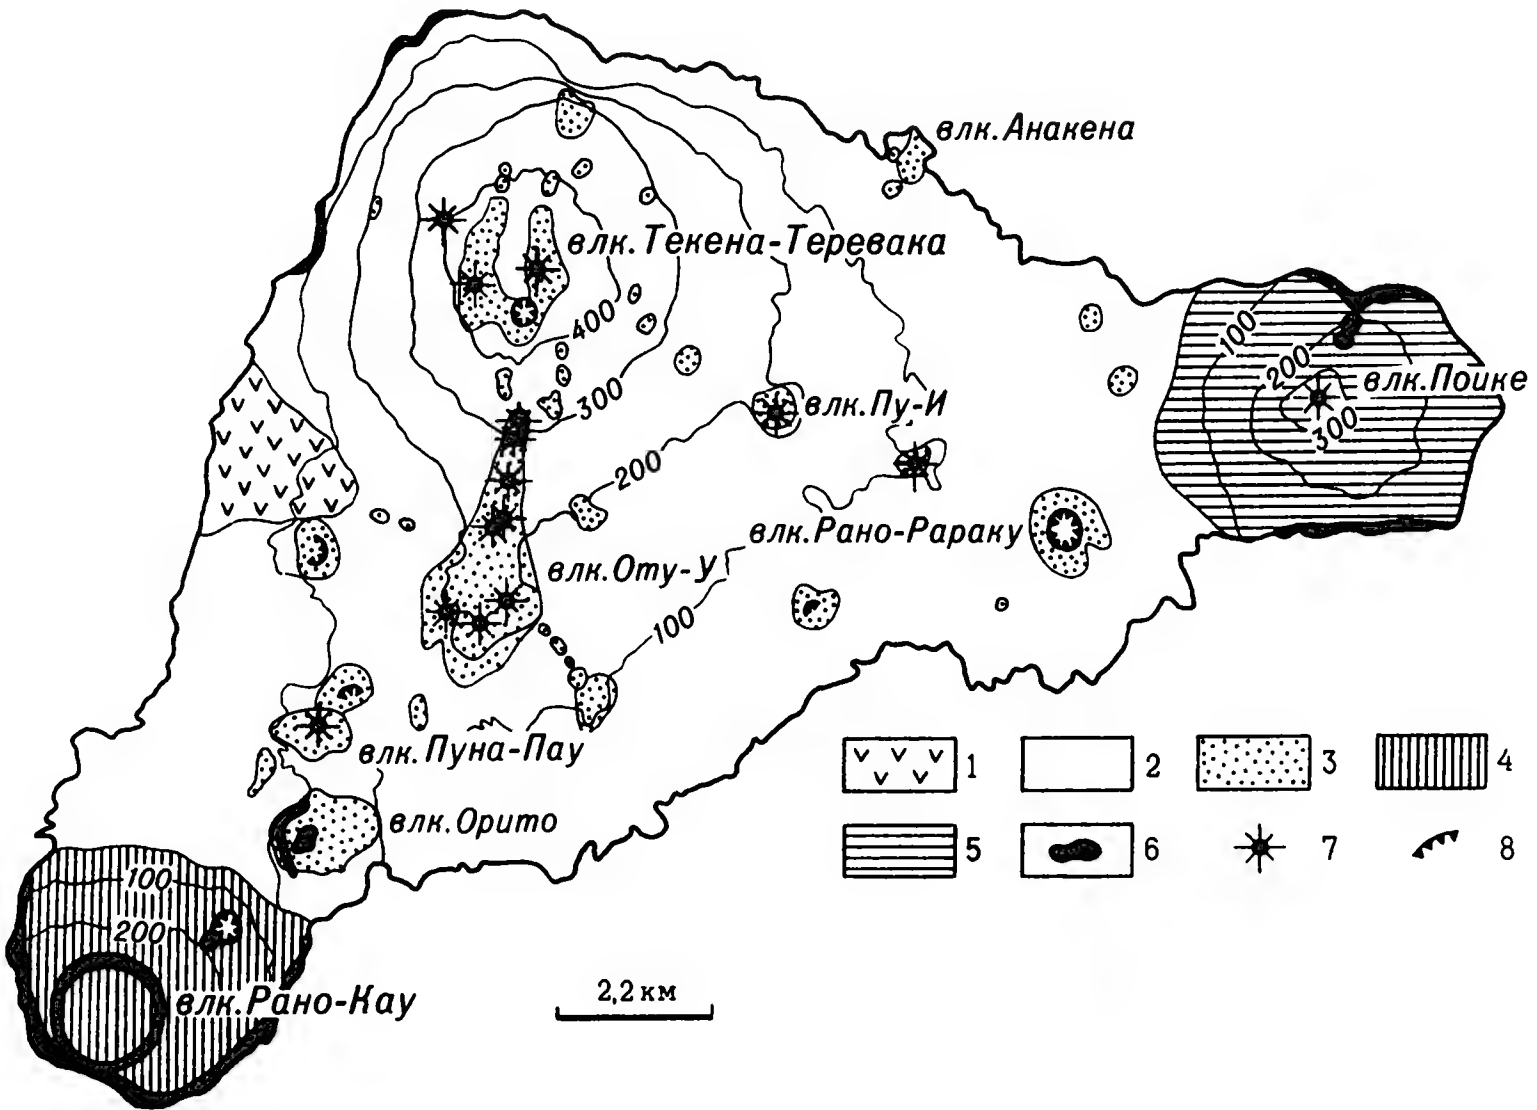 влк. Анакена
влк. Текена-Теревака
400
300
100
200
влк. Поике
300
влк. Пу-И
200
влк. Рано-Рараку
влк. Оту-У
100
влк. Пуна-Пау
1
2
3
4
влк. Орито
5
6
7
8
100
200
влк. Рано-Кау
2,2 км